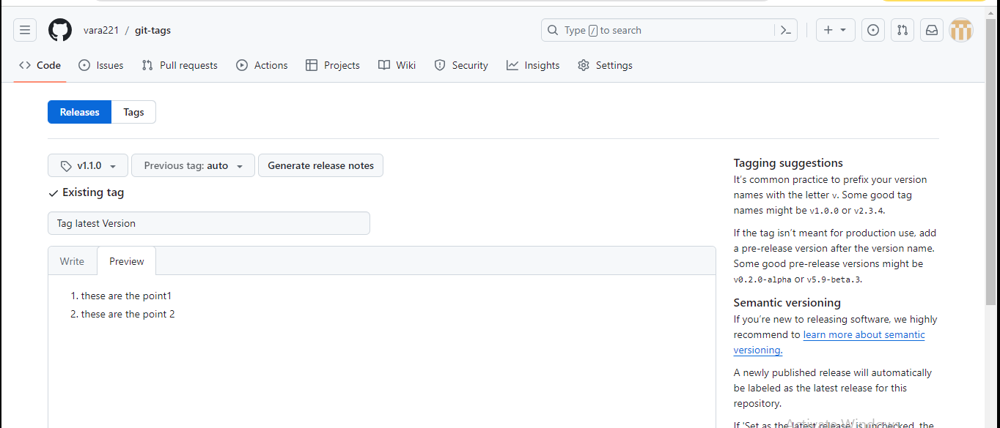 vara221 / git-tags
Type / to search
Code Issues Pull requests Actions Projects Wiki Security Insights Settings
Releases Tags
v1.1.0 Previous tag: auto Generate release notes
Existing tag
Tag latest Version
Write Preview
1. these are the point1
2. these are the point 2
Tagging suggestions
It's common practice to prefix your version
names with the letter v. Some good tag
names might be v1.0.0 or v2.3.4.
If the tag isn't meant for production use, add
a pre-release version after the version name.
Some good pre-release versions might be
v0.2.0-alpha or v5.9-beta.3.
Semantic versioning
If you're new to releasing software, we highly
recommend to learn more about semantic
versioning.
A newly published release will automatically
be labeled as the latest release for this
repository.
If 'Set as the latest release' is unchecked, the
Activate Windows